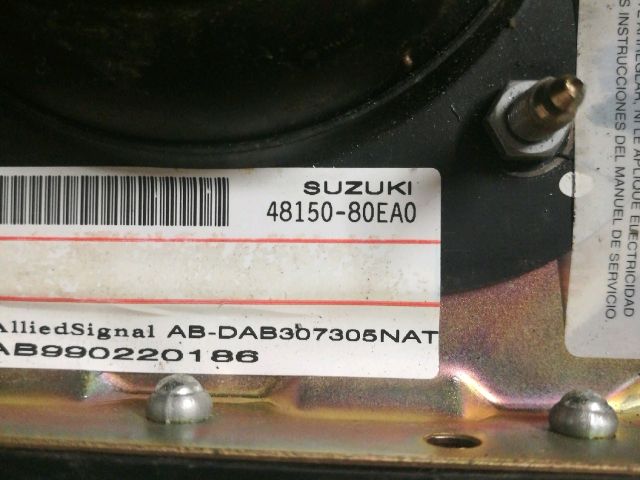 SUZUKI
48150-80EA0
AlliedSignal AB-DAB307305NAT
AB990220186
NI LE APLIQUE ELECTRICIDAD
S INSTRUCCIONES DEL MANUEL DE SERVICIO.